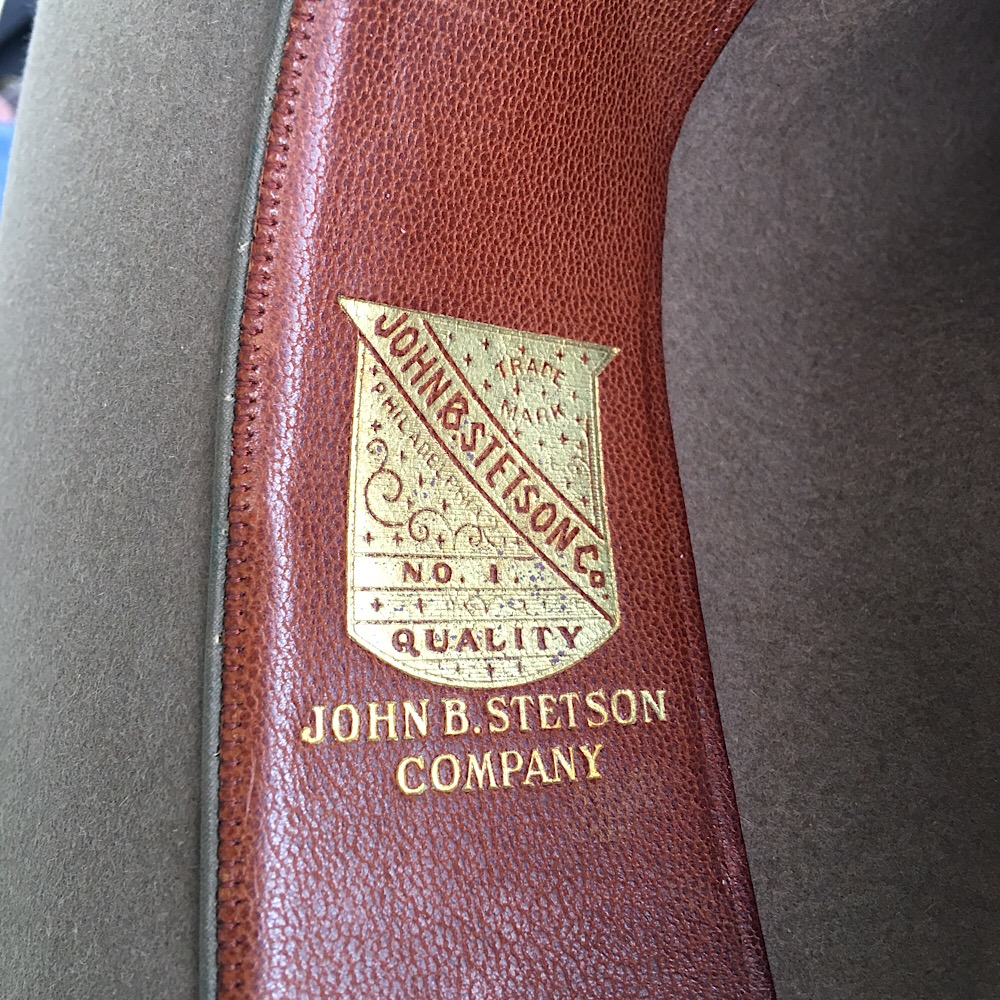 JOHN B. STETSON Co.
TRADE
MARK
PHILADELPHIA
NO. 1.
QUALITY
JOHN B. STETSON
COMPANY